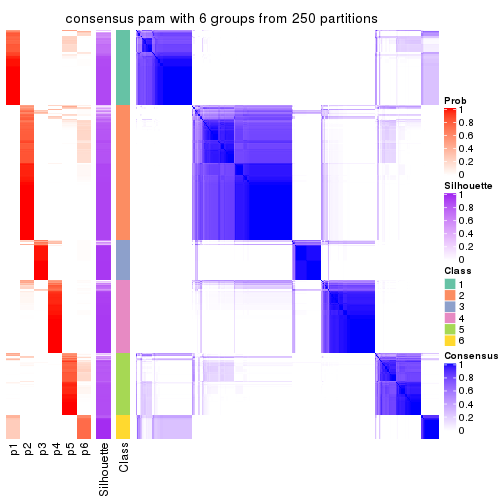 consensus pam with 6 groups from 250 partitions
Prob
1
0.8
0.6
0.4
0.2
0
Silhouette
1
0.8
0.6
0.4
0.2
0
Class
1
2
3
4
5
6
Consensus
1
0.8
0.6
0.4
0.2
0
p1
p2
p3
p4
p5
p6
Silhouette
Class